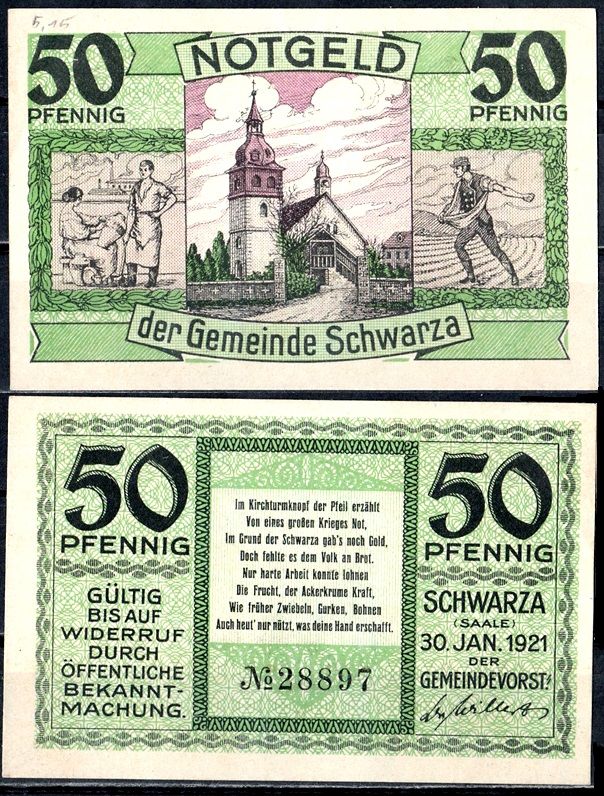 5,15
50
PFENNIG
NOTGELD
50
PFENNIG
der Gemeinde Schwarza
50
PFENNIG
GÜLTIG
BIS AUF
WIDERRUF
DURCH
ÖFFENTLICHE
BEKANNT-
MACHUNG.
Im Kirchturmknopf der Pfeil erzählt
Von eines großen Krieges Not,
Im Grund der Schwarza gab's noch Gold,
Doch fehlte es dem Volk an Brot.
Nur harte Arbeit konnte lohnen
Die Frucht, der Ackerkrume Kraft,
Wie früher Zwiebeln, Gurken, Bohnen
Auch heut' nur nützt, was deine Hand erschafft.
№28897
50
PFENNIG
SCHWARZA
(SAALE)
30. JAN. 1921
DER
GEMEINDEVORST: